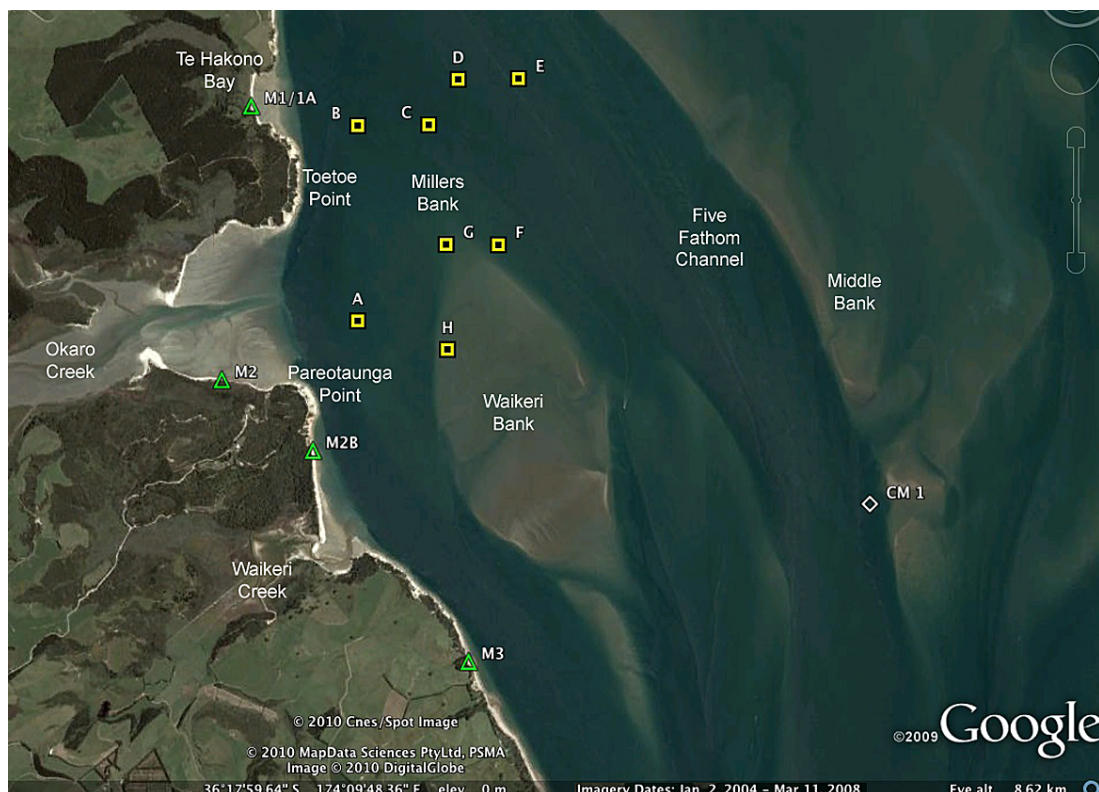 D
E
Te Hakono
Bay
M1/1A
B
C
Toetoe
Point
Millers
Bank
Five
Fathom
Channel
G
F
Middle
Bank
A
H
Okaro
Creek
M2
Pareotaunga
Point
Waikeri
Bank
M2B
CM 1
Waikeri
Creek
M3
© 2010 Cnes/Spot Image
© 2010 MapData Sciences PtyLtd, PSMA
Image © 2010 DigitalGlobe
©2009 Google
36°17'59.64" S 174°09'48.36" E elev 0 m
Imagery Dates: Jan 2, 2004 - Mar 11, 2008
Eye alt 8.62 km